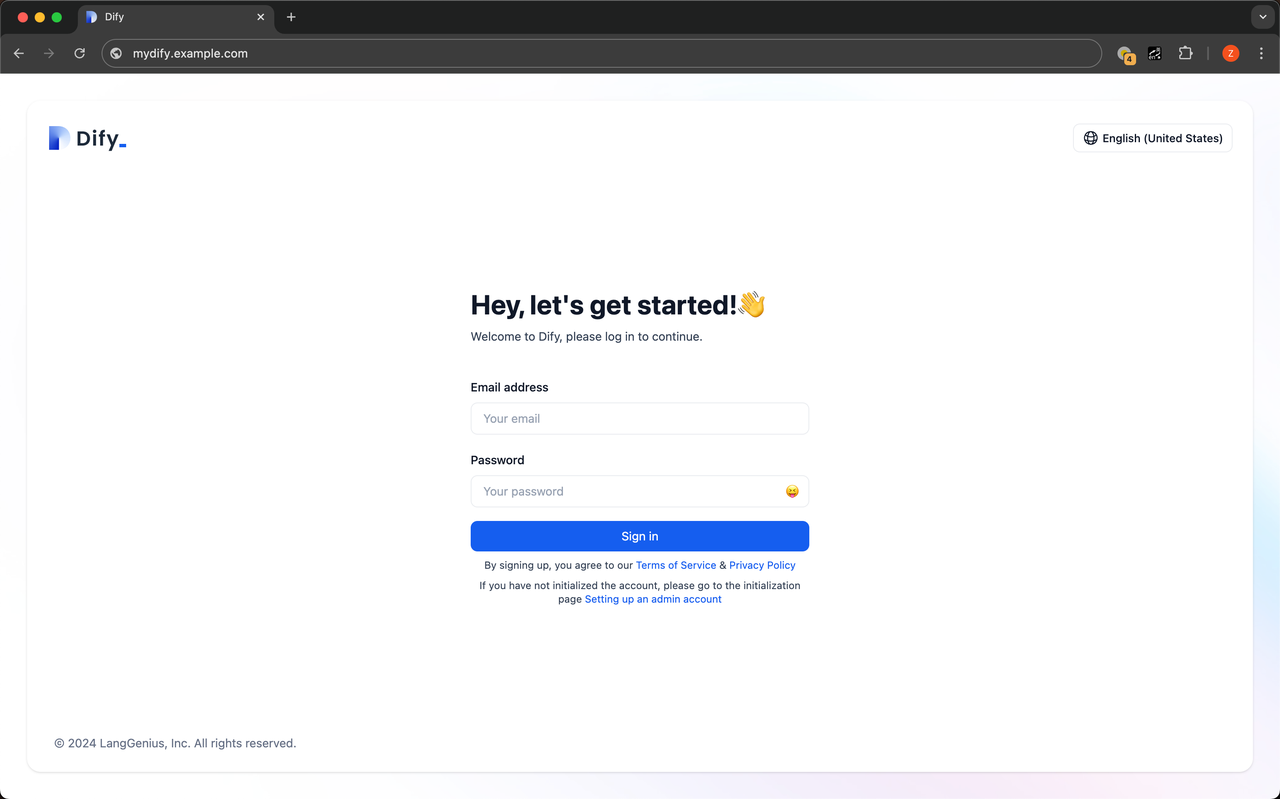 Dify
mydify.example.com
4
Z
Dify_
English (United States)
Hey, let's get started!👋
Welcome to Dify, please log in to continue.
Email address
Your email
Password
Your password
Sign in
By signing up, you agree to our Terms of Service & Privacy Policy
If you have not initialized the account, please go to the initialization
page Setting up an admin account
© 2024 LangGenius, Inc. All rights reserved.